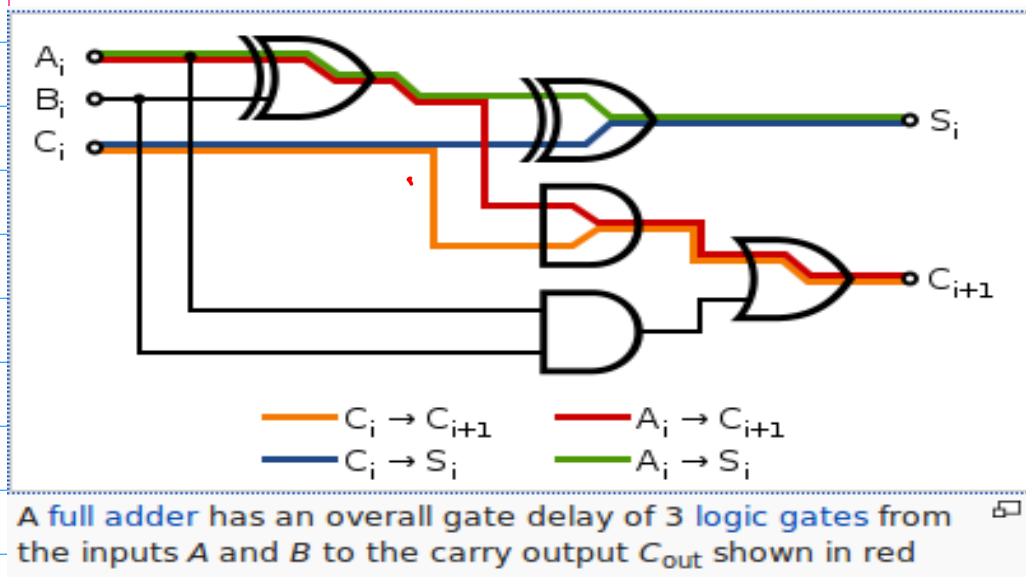 Aᵢ
Bᵢ
Cᵢ
Sᵢ
Cᵢ₊₁
Cᵢ → Cᵢ₊₁ Aᵢ → Cᵢ₊₁
Cᵢ → Sᵢ Aᵢ → Sᵢ
A full adder has an overall gate delay of 3 logic gates from
the inputs A and B to the carry output Cout shown in red